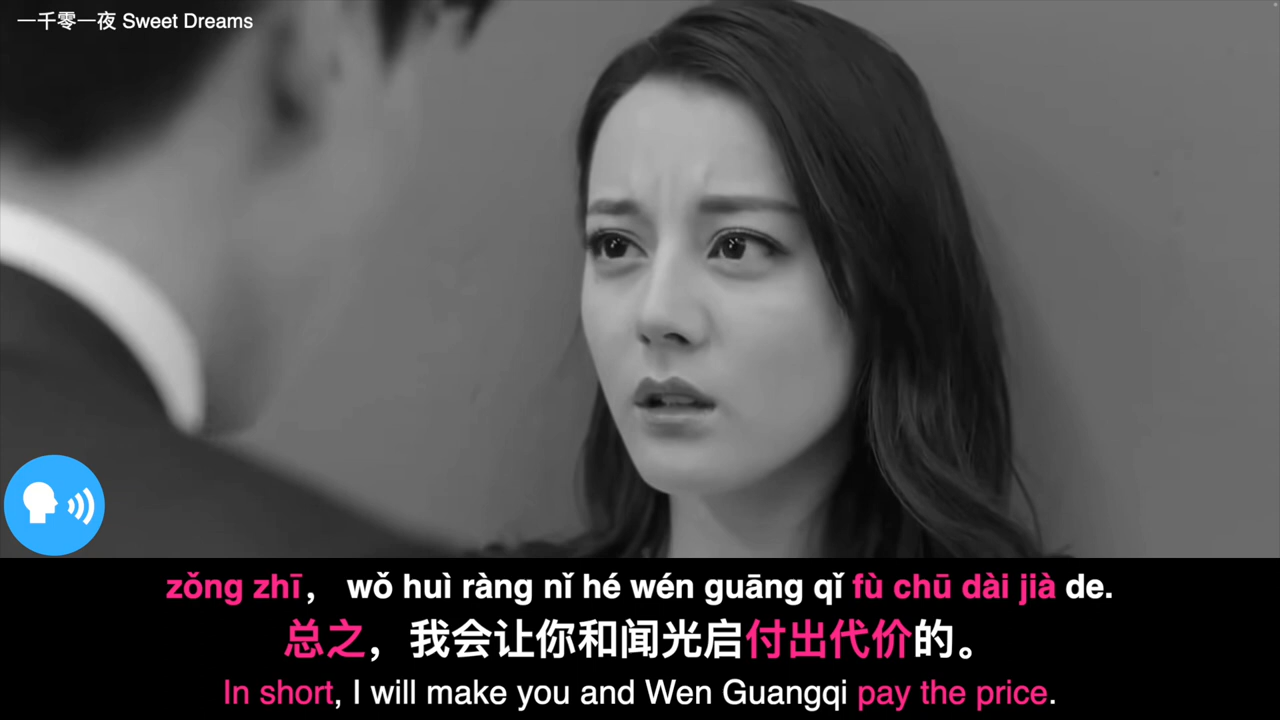 一千零一夜 Sweet Dreams
zǒng zhī， wǒ huì ràng nǐ hé wén guāng qǐ fù chū dài jià de.
总之，我会让你和闻光启付出代价的。
In short, I will make you and Wen Guangqi pay the price.